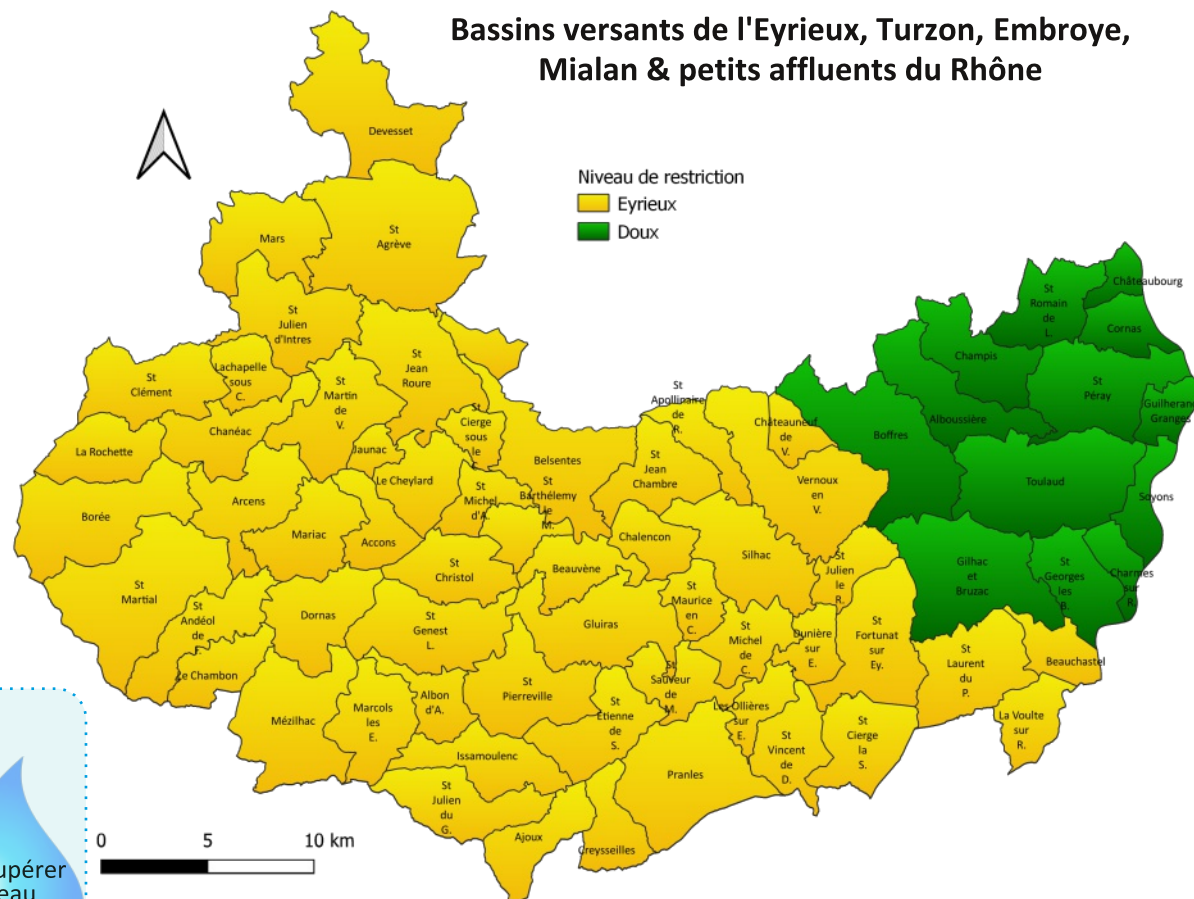 Bassins versants de l'Eyrieux, Turzon, Embroye,
Mialan & petits affluents du Rhône
Niveau de restriction
Eyrieux
Doux
Devesset
Mars
St
Agrève
St
Julien
d'Intres
St
Clément
Lachapelle
sous
C.
St
Martin
de
V.
St
Jean
Roure
Chanéac
La Rochette
Jaunac
St
Cierge
sous
le
C.
Le Cheylard
Belsentes
St
Michel
d'A.
St
Barthélemy
le
M.
St
Apollinaire
de
R.
St
Jean
Chambre
Châteauneuf
de
V.
Vernoux
en
V.
Boffres
Champis
Alboussière
St
Romain
de
L.
Châteaubourg
Cornas
St
Péray
Guilherand
Granges
Toulaud
Soyons
Borée
Arcens
Mariac
Accons
St
Christol
Beauvène
Chalencon
Silhac
St
Julien
le
R.
Gilhac
et
Bruzac
St
Georges
les
B.
Charmes
sur
R.
St
Martial
St
Andéol
de
Le Chambon
Dornas
St
Genest
L.
Gluiras
St
Maurice
en
C.
St
Michel
de
C.
Dunière
sur
E.
St
Fortunat
sur
Ey.
St
Laurent
du
P.
Beauchastel
La Voulte
sur
R.
Mézilhac
Marcols
les
E.
Albon
d'A.
St
Pierreville
St
Etienne
de
S.
St
Sauveur
de
M.
Les Ollières
sur
E.
St
Vincent
de
D.
St
Cierge
la
S.
Issamoulenc
Pranles
St
Julien
du
G.
Ajoux
Creysseilles
0 5 10 km
upérer
eau